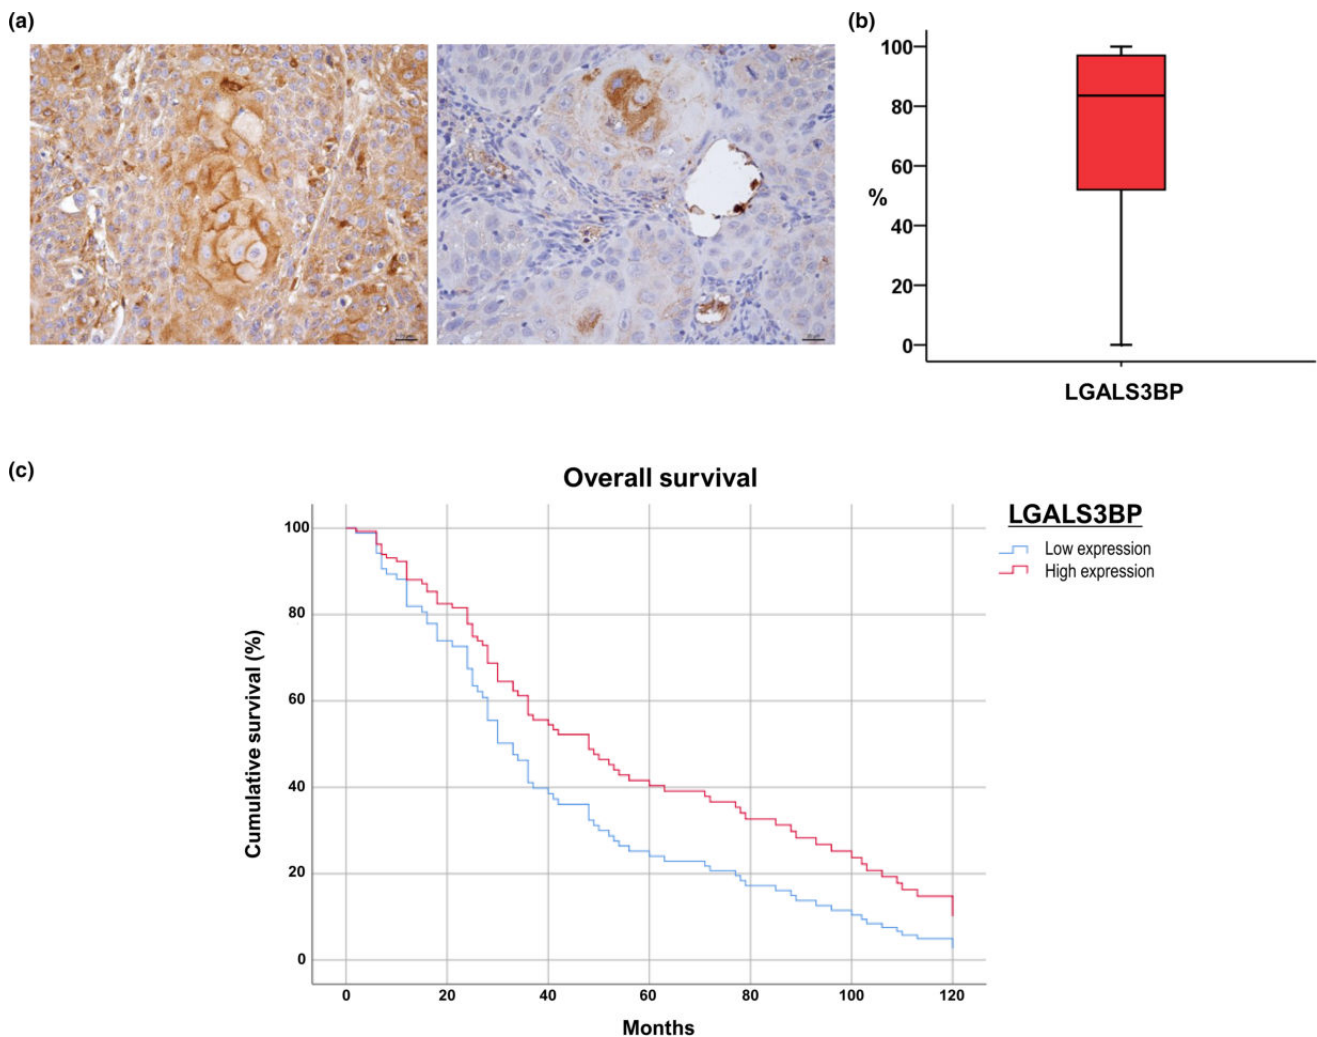 (a)
(b)
100
80
60
%
40
20
0
LGALS3BP
(c)
Overall survival
LGALS3BP
Low expression
High expression
Cumulative survival (%)
100
80
60
40
20
0
0 20 40 60 80 100 120
Months